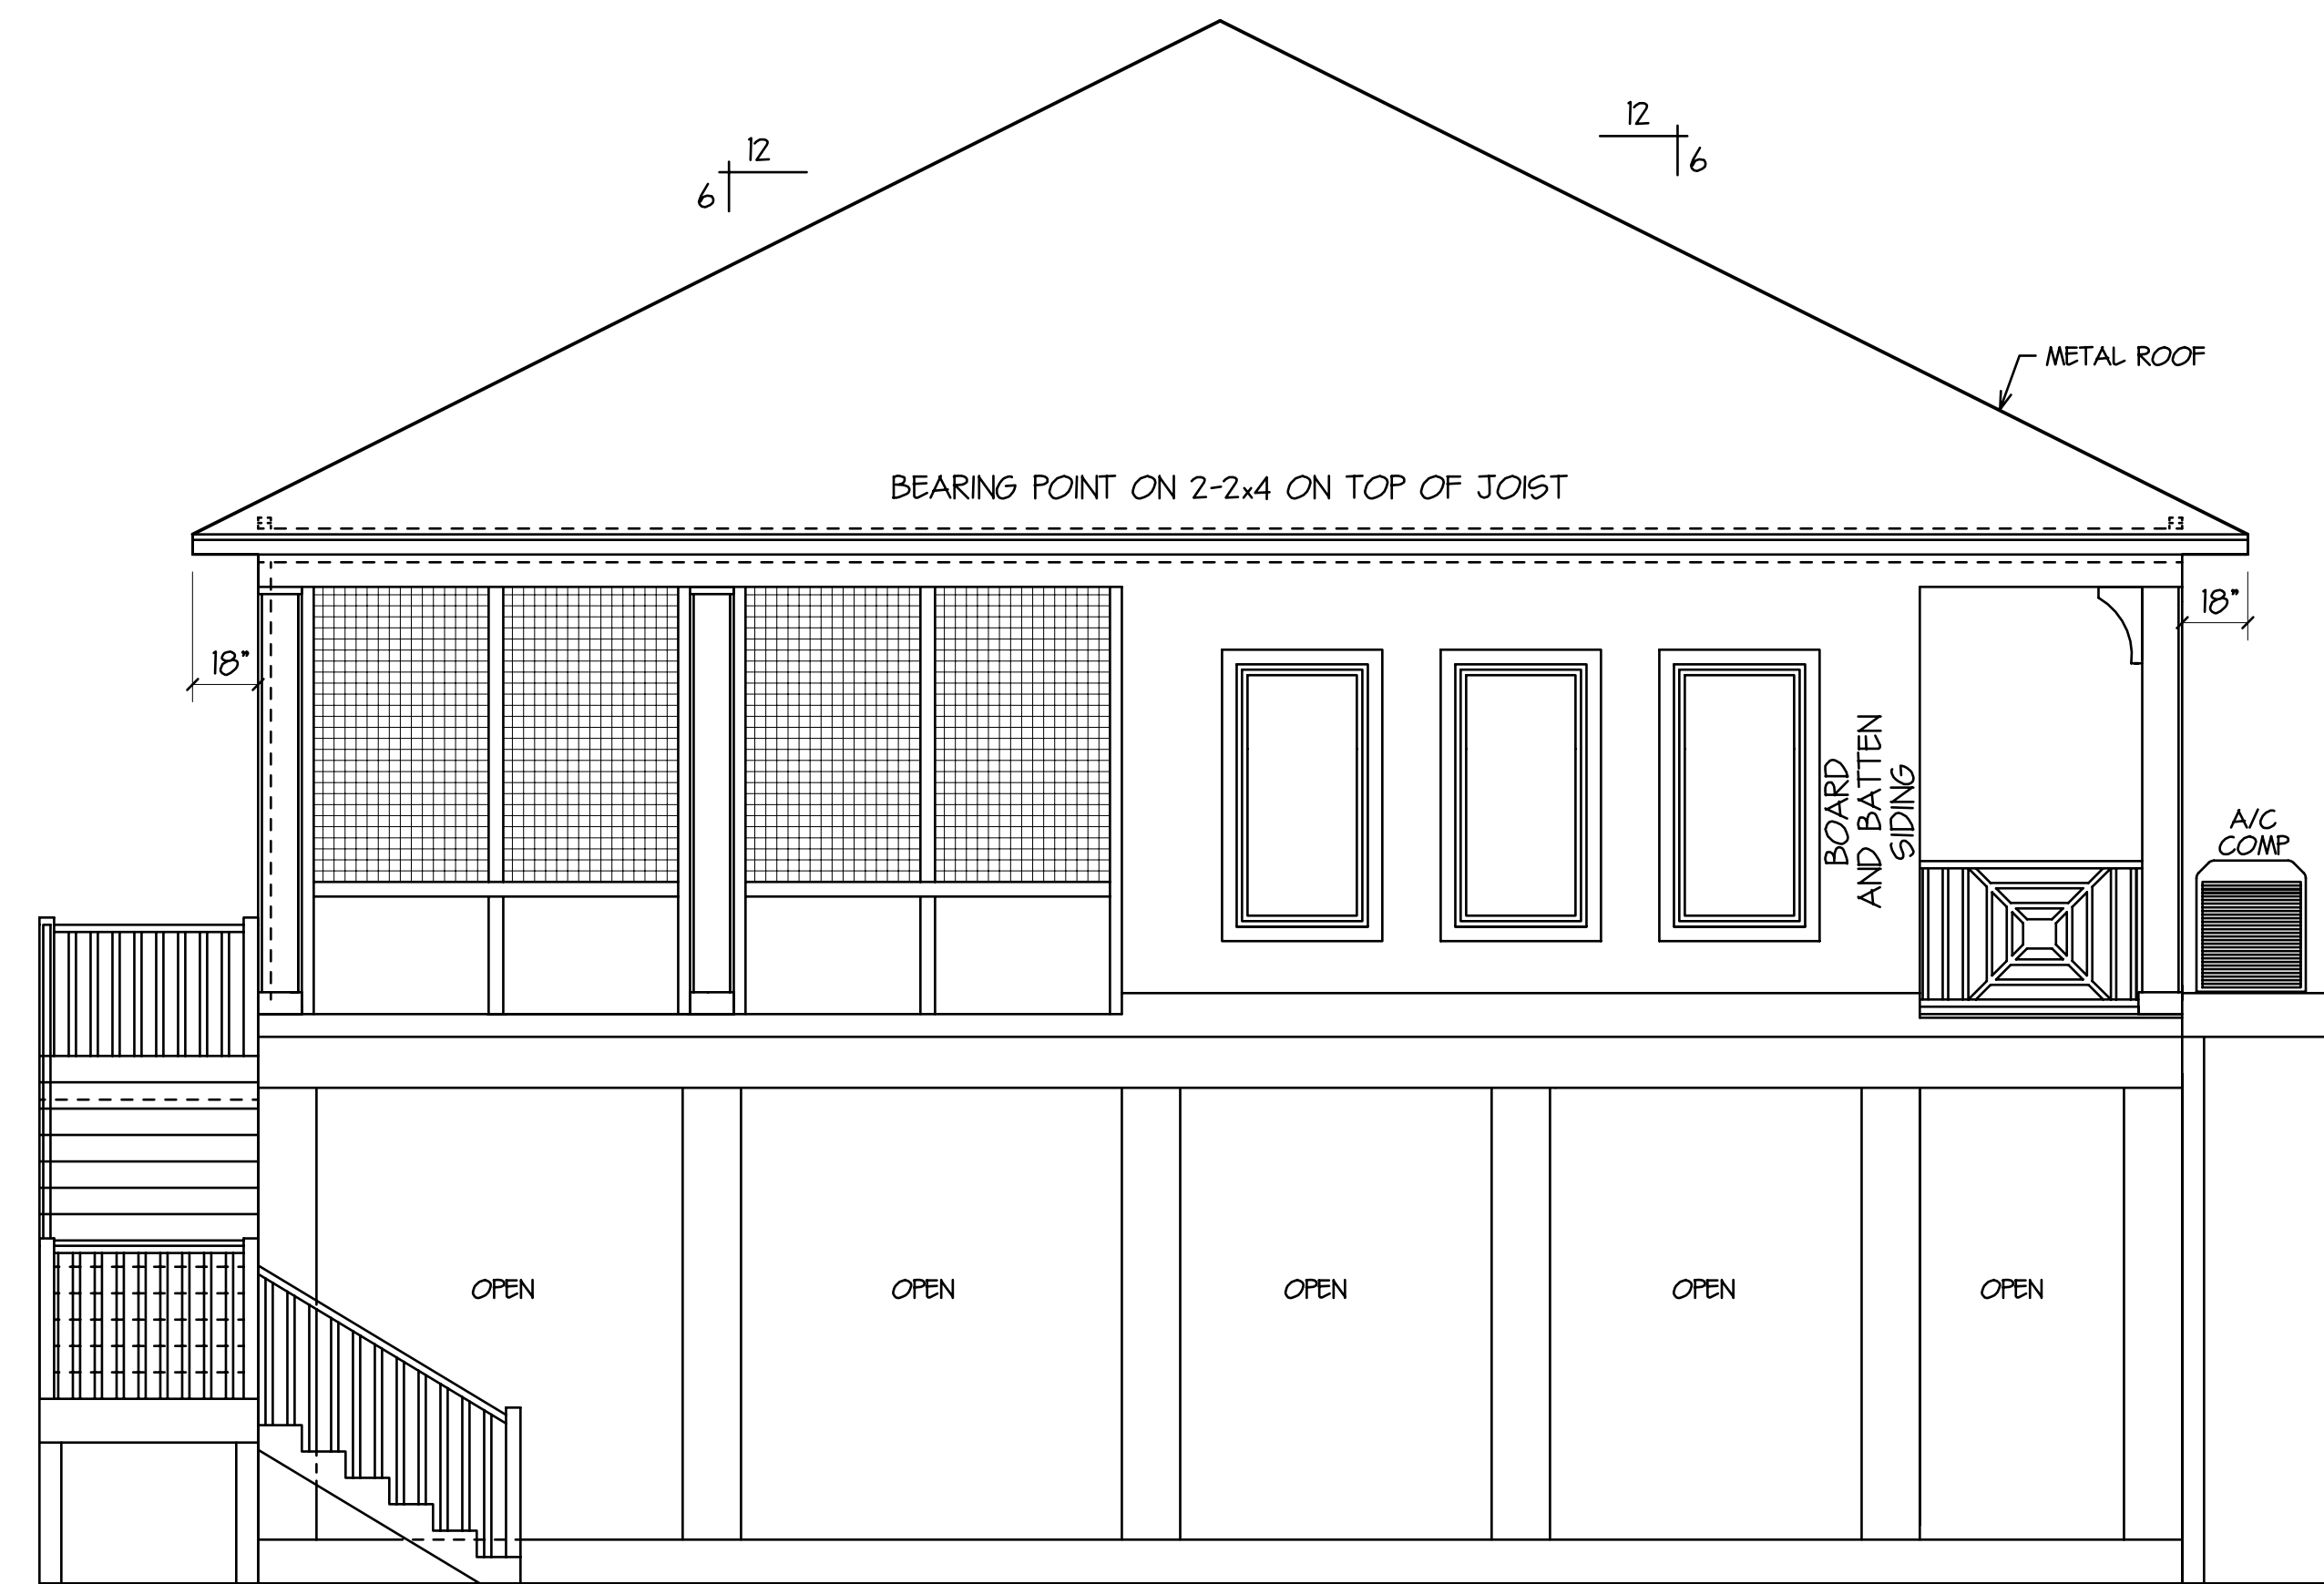 12
6
12
6
METAL ROOF
BEARING POINT ON 2-2x4 ON TOP OF JOIST
18"
18"
BOARD
AND BATTEN
SIDING
A/C
COMP
OPEN
OPEN
OPEN
OPEN
OPEN